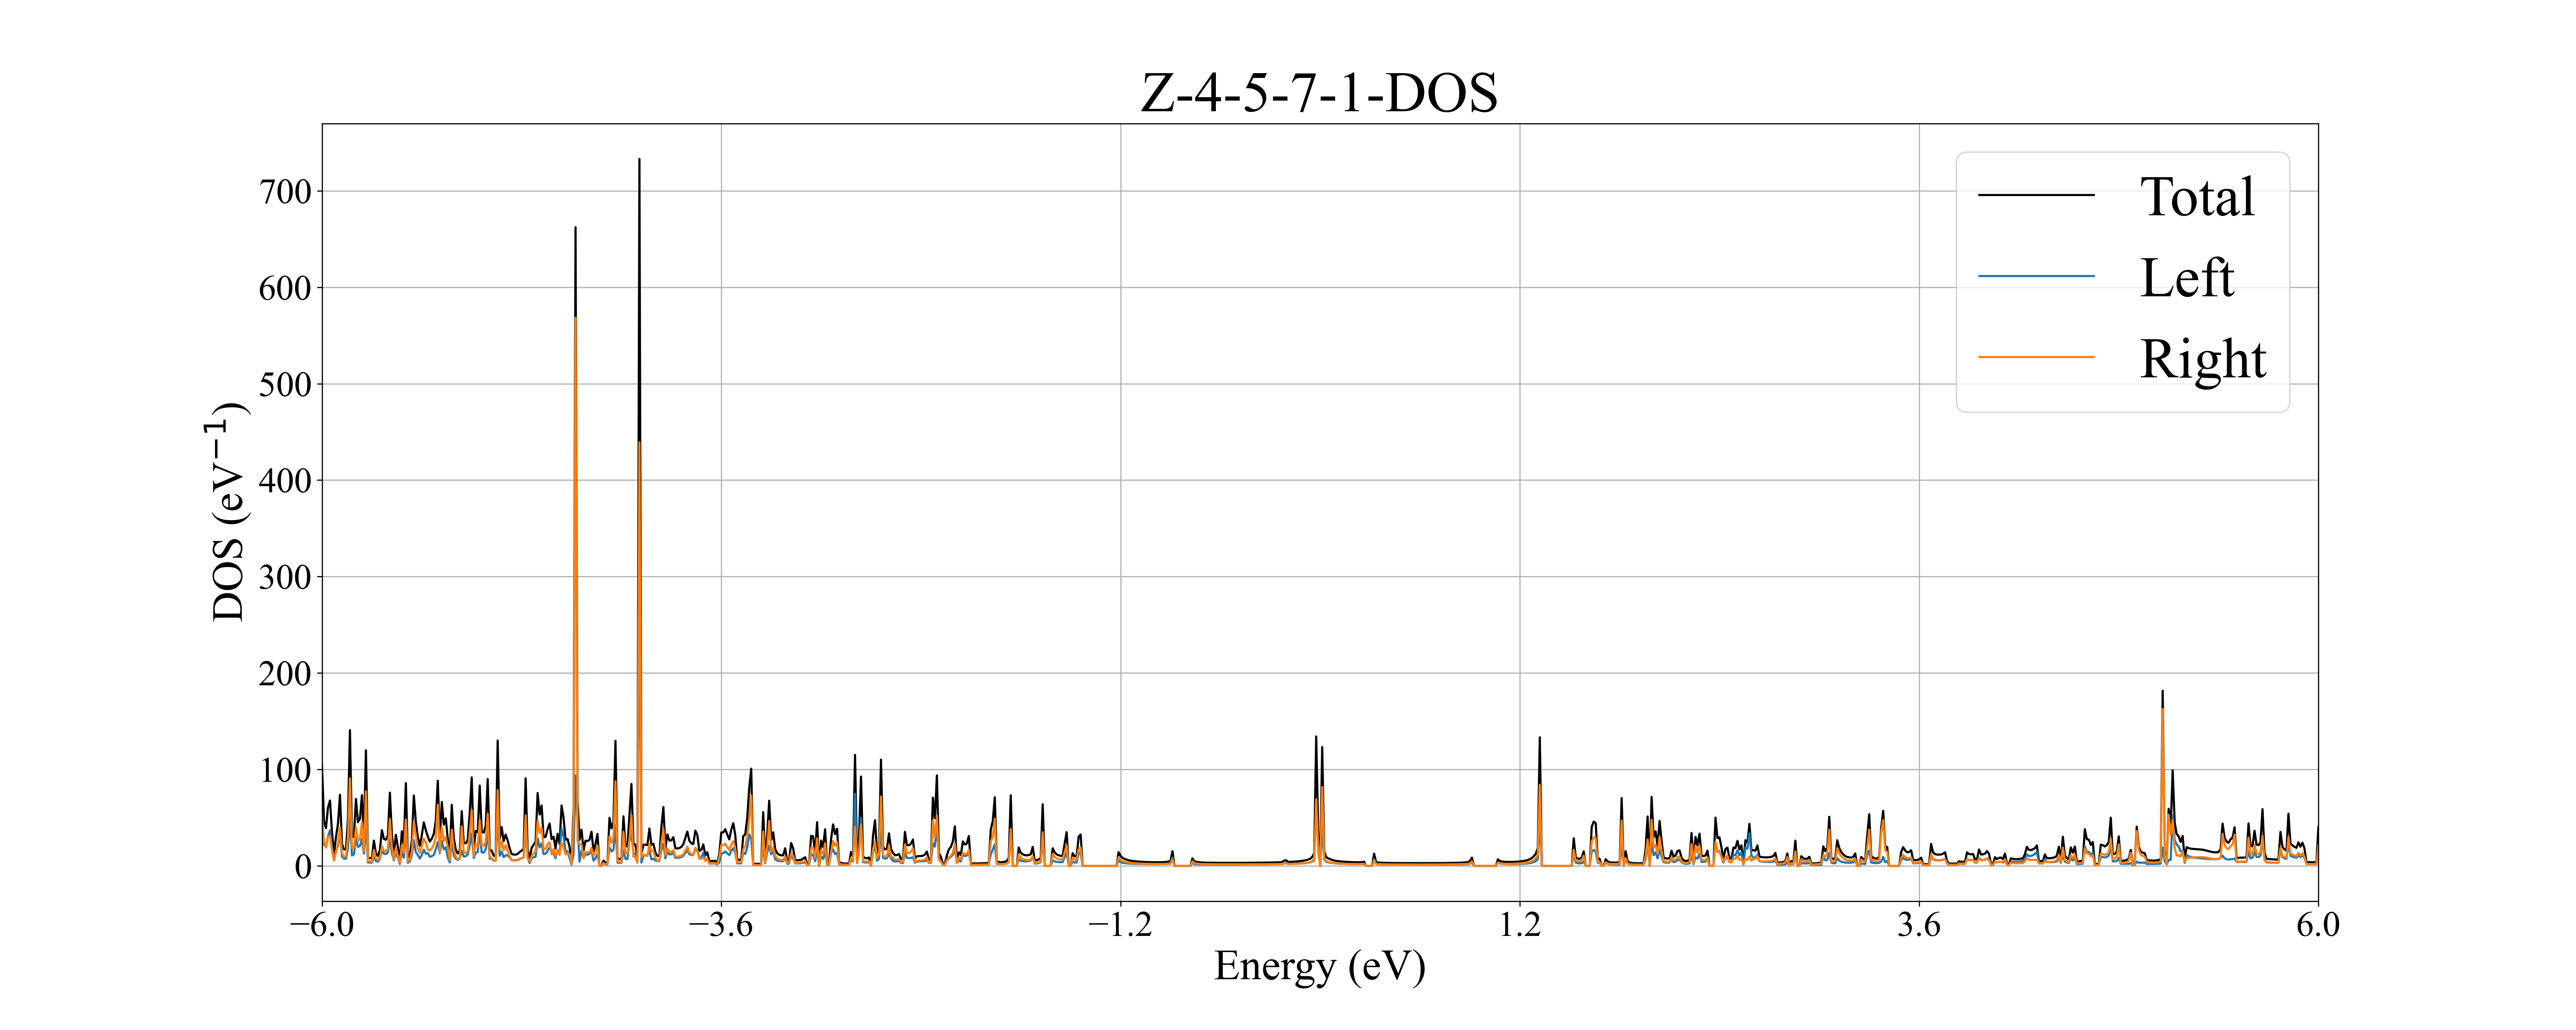 Z-4-5-7-1-DOS
Total
Left
Right
700
600
500
400
300
200
100
0
DOS (eV⁻¹)
−6.0 −3.6 −1.2 1.2 3.6 6.0
Energy (eV)